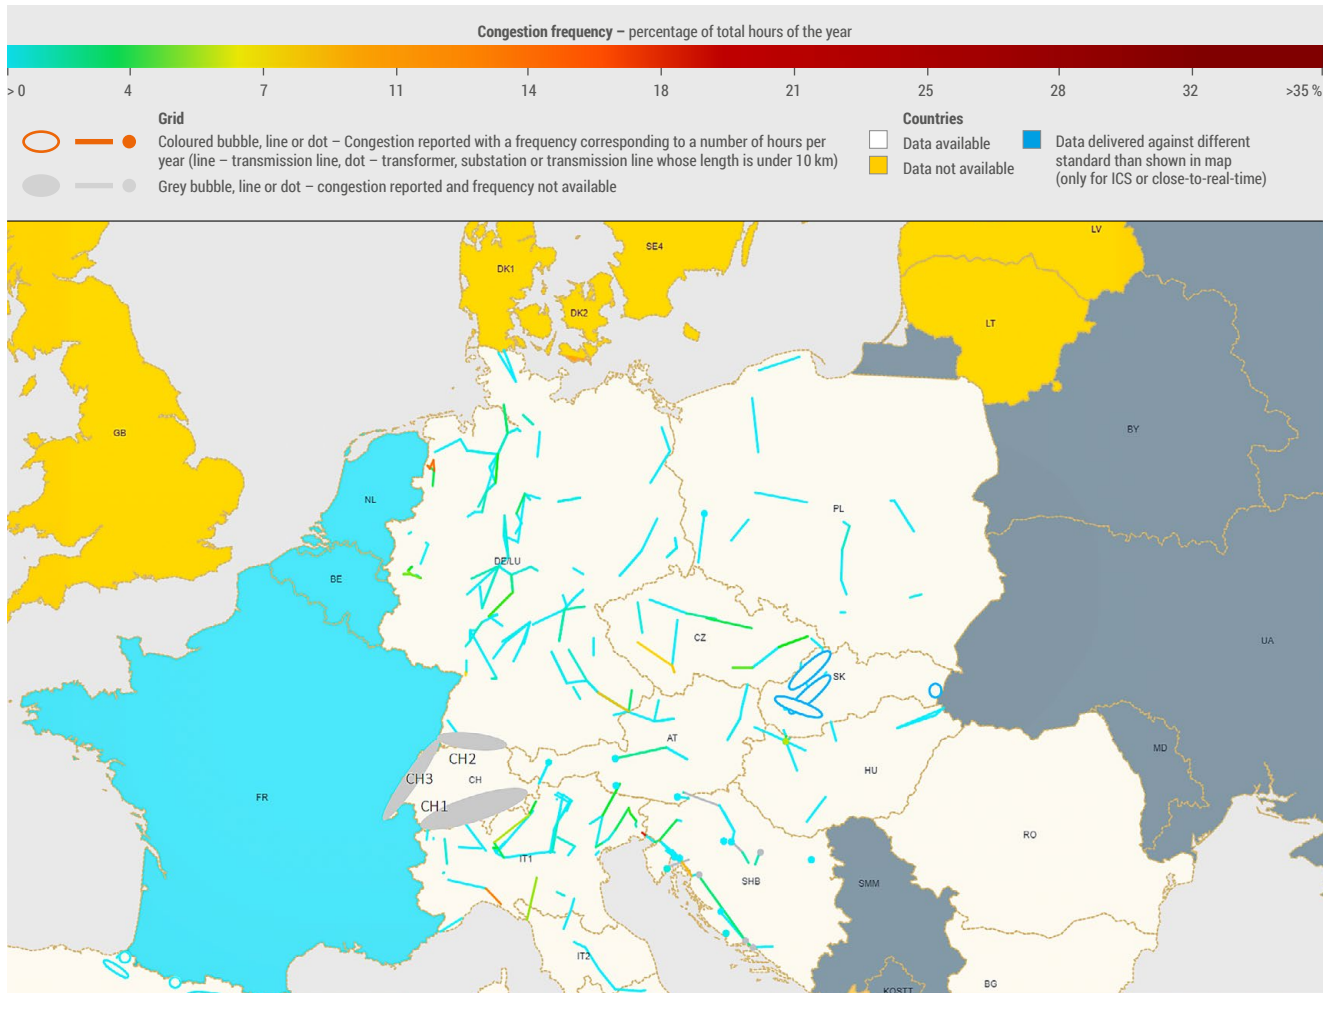 Congestion frequency – percentage of total hours of the year
> 0 4 7 11 14 18 21 25 28 32 >35 %
Grid
Coloured bubble, line or dot – Congestion reported with a frequency corresponding to a number of hours per
year (line – transmission line, dot – transformer, substation or transmission line whose length is under 10 km)
Grey bubble, line or dot – congestion reported and frequency not available
Countries
Data available
Data not available
Data delivered against different
standard than shown in map
(only for ICS or close-to-real-time)
LV
SE4
DK1
DK2
LT
GB
BY
NL
PL
DE/LU
BE
CZ
UA
SK
AT
MD
CH2
HU
CH3
CH
FR
CH1
RO
IT1
SHB
SMM
IT2
BG
KOSTT